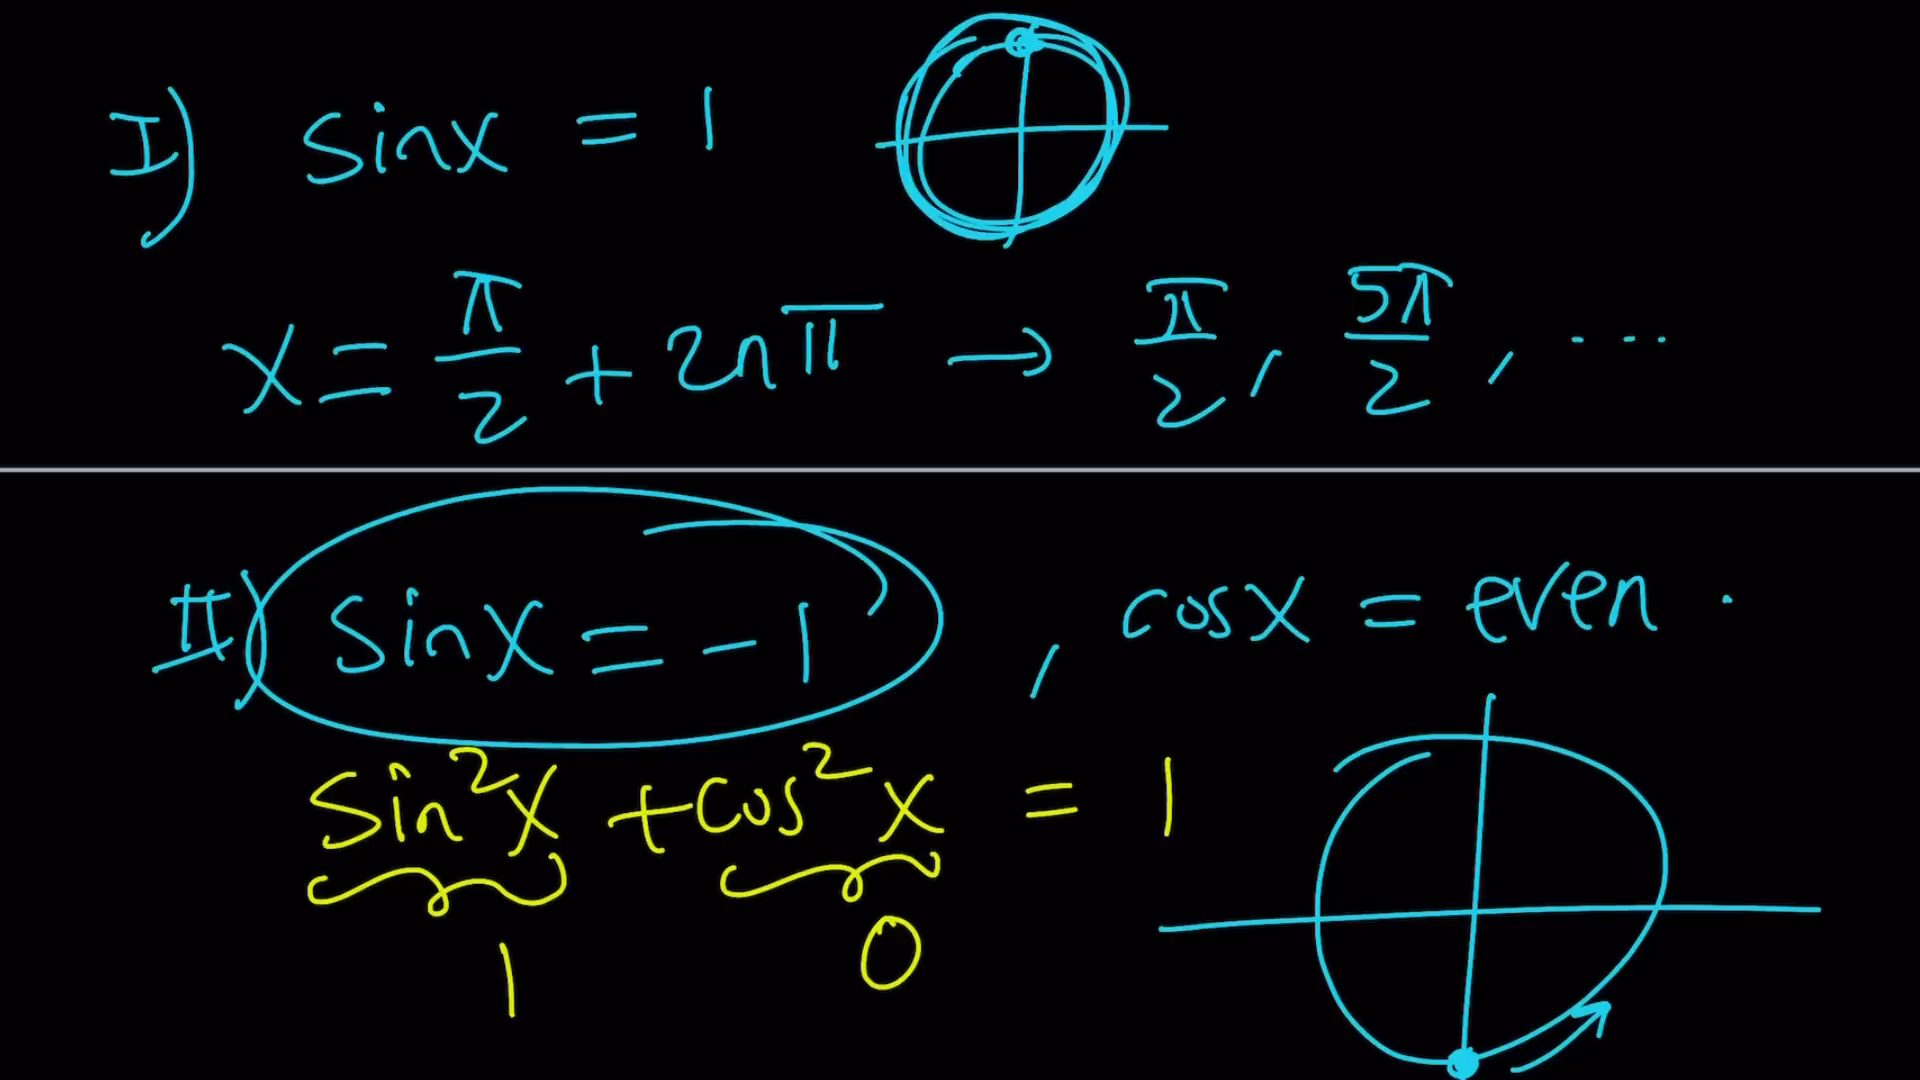 I) sinx = 1
x = π/2 + 2nπ → π/2, 5π/2, ...
II) sinx = -1, cosx = even.
sin²x + cos²x = 1
1 0